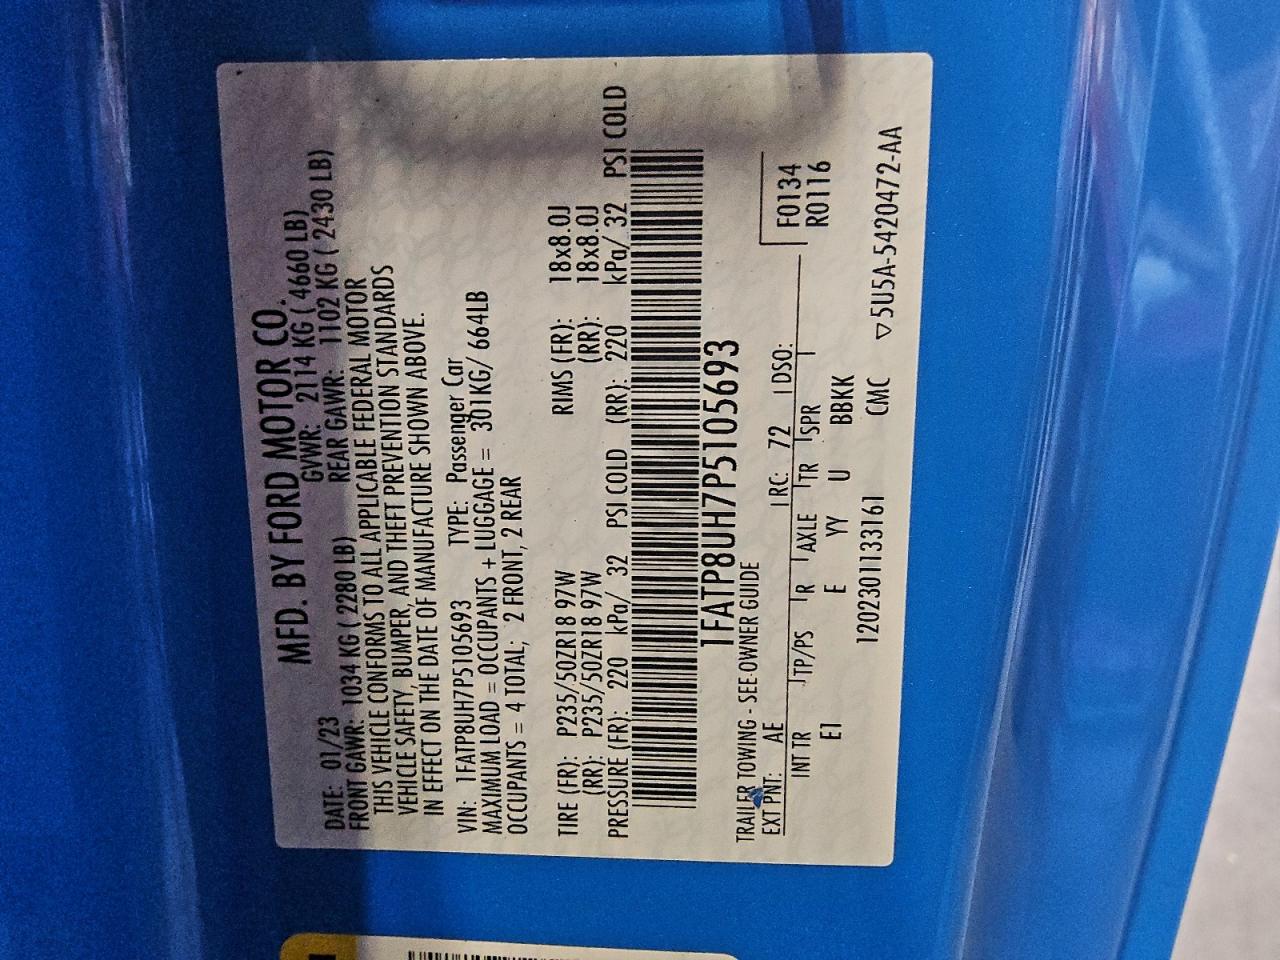 MFD. BY FORD MOTOR CO.
DATE: 01/23 GVWR: 2114 KG ( 4660 LB)
FRONT GAWR: 1034 KG ( 2280 LB) REAR GAWR: 1102 KG ( 2430 LB)
THIS VEHICLE CONFORMS TO ALL APPLICABLE FEDERAL MOTOR
VEHICLE SAFETY, BUMPER, AND THEFT PREVENTION STANDARDS
IN EFFECT ON THE DATE OF MANUFACTURE SHOWN ABOVE.
VIN: 1FATP8UH7P5105693 TYPE: Passenger Car
MAXIMUM LOAD = OCCUPANTS + LUGGAGE = 301KG/ 664LB
OCCUPANTS = 4 TOTAL; 2 FRONT, 2 REAR
TIRE (FR): P235/50ZR18 97W RIMS (FR): 18x8.0J
(RR): P235/50ZR18 97W (RR): 18x8.0J
PRESSURE (FR): 220 kPa/ 32 PSI COLD (RR): 220 kPa/ 32 PSI COLD
1FATP8UH7P5105693
TRAILER TOWING - SEE OWNER GUIDE
EXT PNT: AE RC: 72 DSO: F0134
INT TR TP/PS R AXLE TR SPR R0116
E1 E YY U BBKK
1202301133161 CMC ▽5U5A-5420472-AA